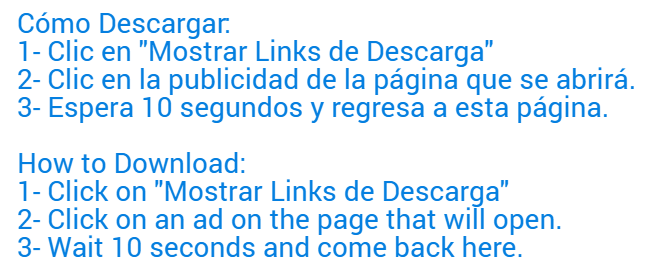 Cómo Descargar:
1- Clic en "Mostrar Links de Descarga"
2- Clic en la publicidad de la página que se abrirá.
3- Espera 10 segundos y regresa a esta página.
How to Download:
1- Click on "Mostrar Links de Descarga"
2- Click on an ad on the page that will open.
3- Wait 10 seconds and come back here.